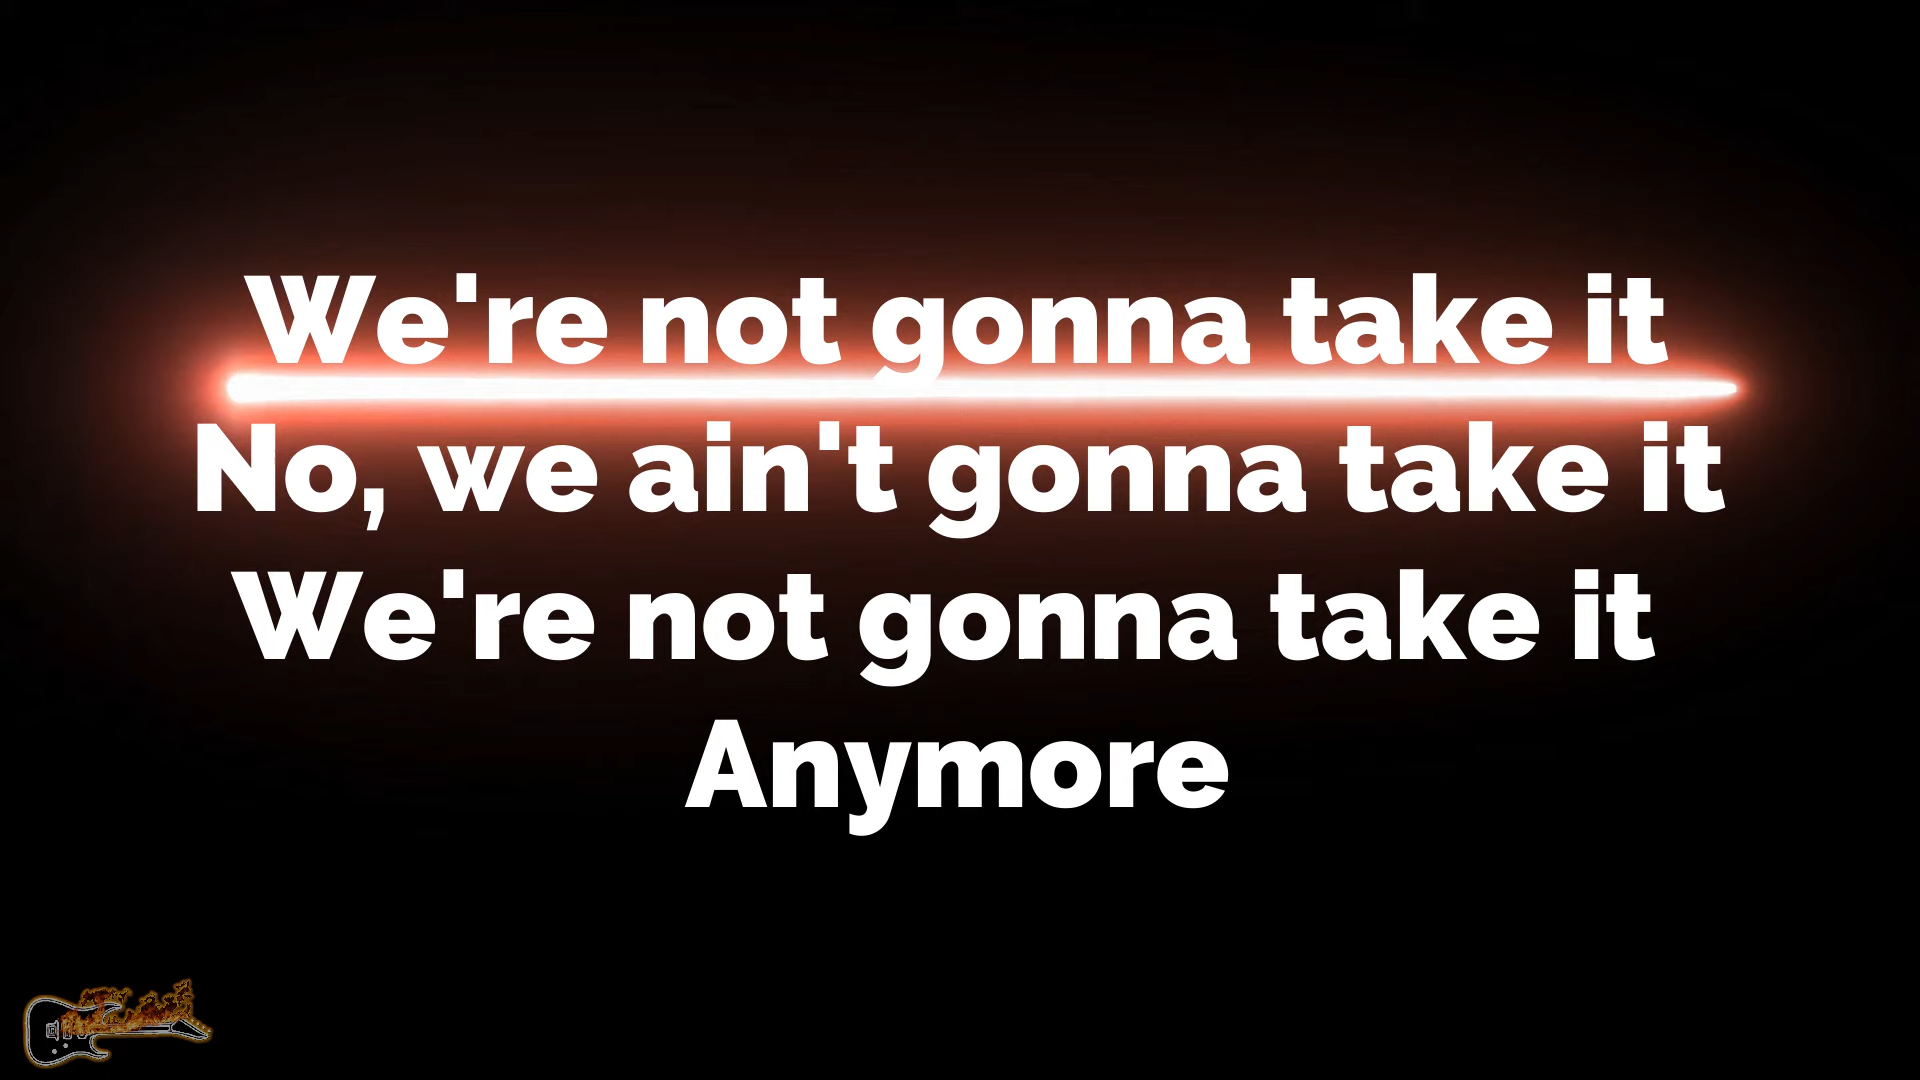 We're not gonna take it
No, we ain't gonna take it
We're not gonna take it
Anymore